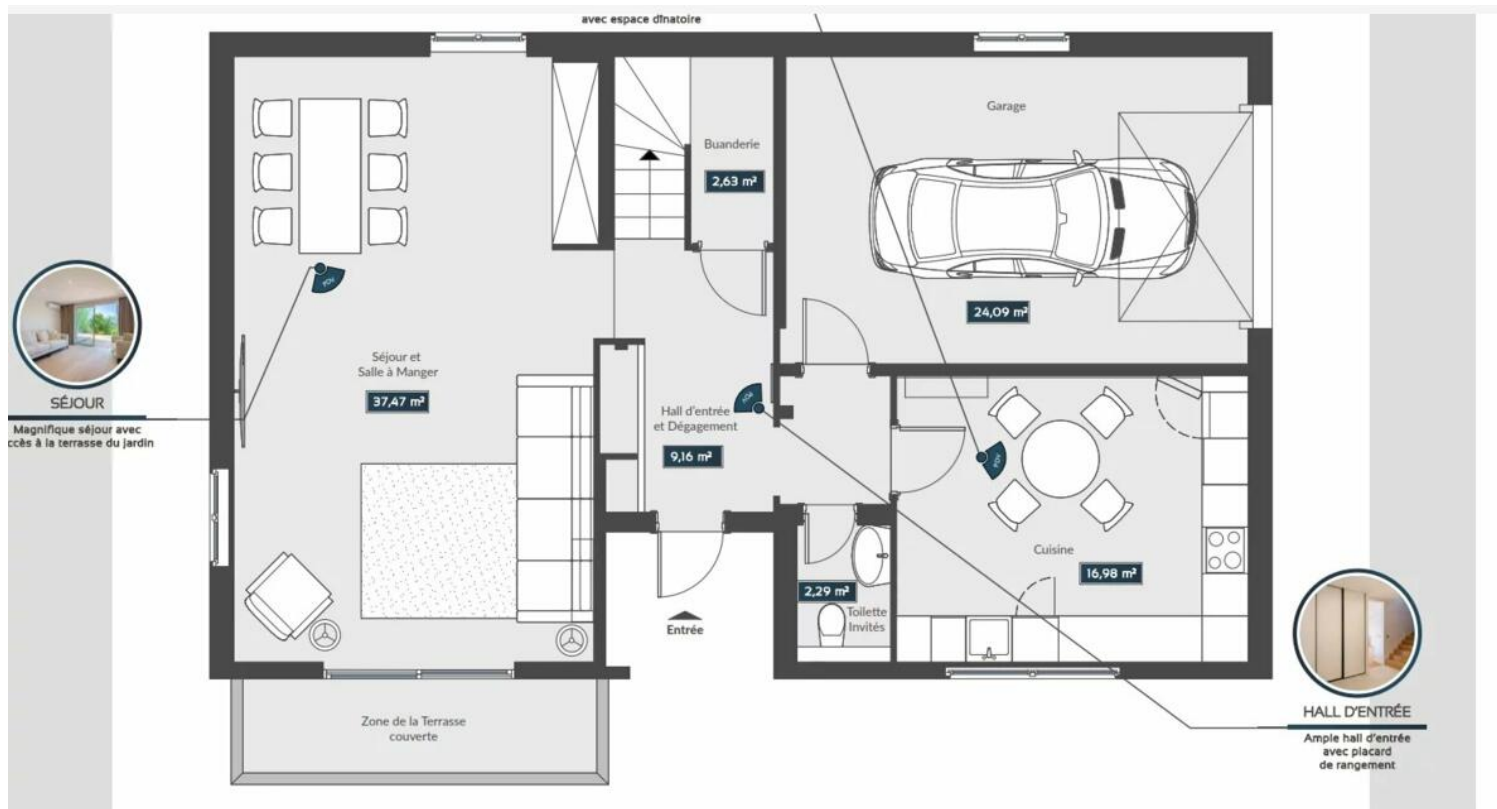 avec espace dînatoire
Garage
24,09 m²
Buanderie
2,63 m²
Séjour et
Salle à Manger
37,47 m²
POV
SÉJOUR
Magnifique séjour avec
ccès à la terrasse du jardin
Hall d'entrée
et Dégagement
9,16 m²
POV
POV
Cuisine
16,98 m²
2,29 m²
Toilette
Invités
Entrée
Zone de la Terrasse
couverte
HALL D'ENTRÉE
Ample hall d'entrée
avec placard
de rangement